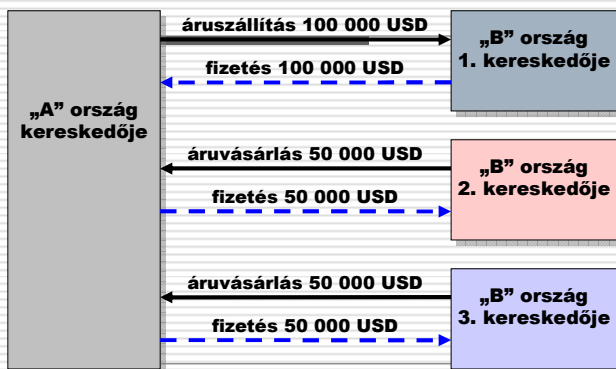 áruszállítás 100 000 USD
fizetés 100 000 USD
„B” ország
1. kereskedője
„A” ország
kereskedője
áruvásárlás 50 000 USD
fizetés 50 000 USD
„B” ország
2. kereskedője
áruvásárlás 50 000 USD
fizetés 50 000 USD
„B” ország
3. kereskedője